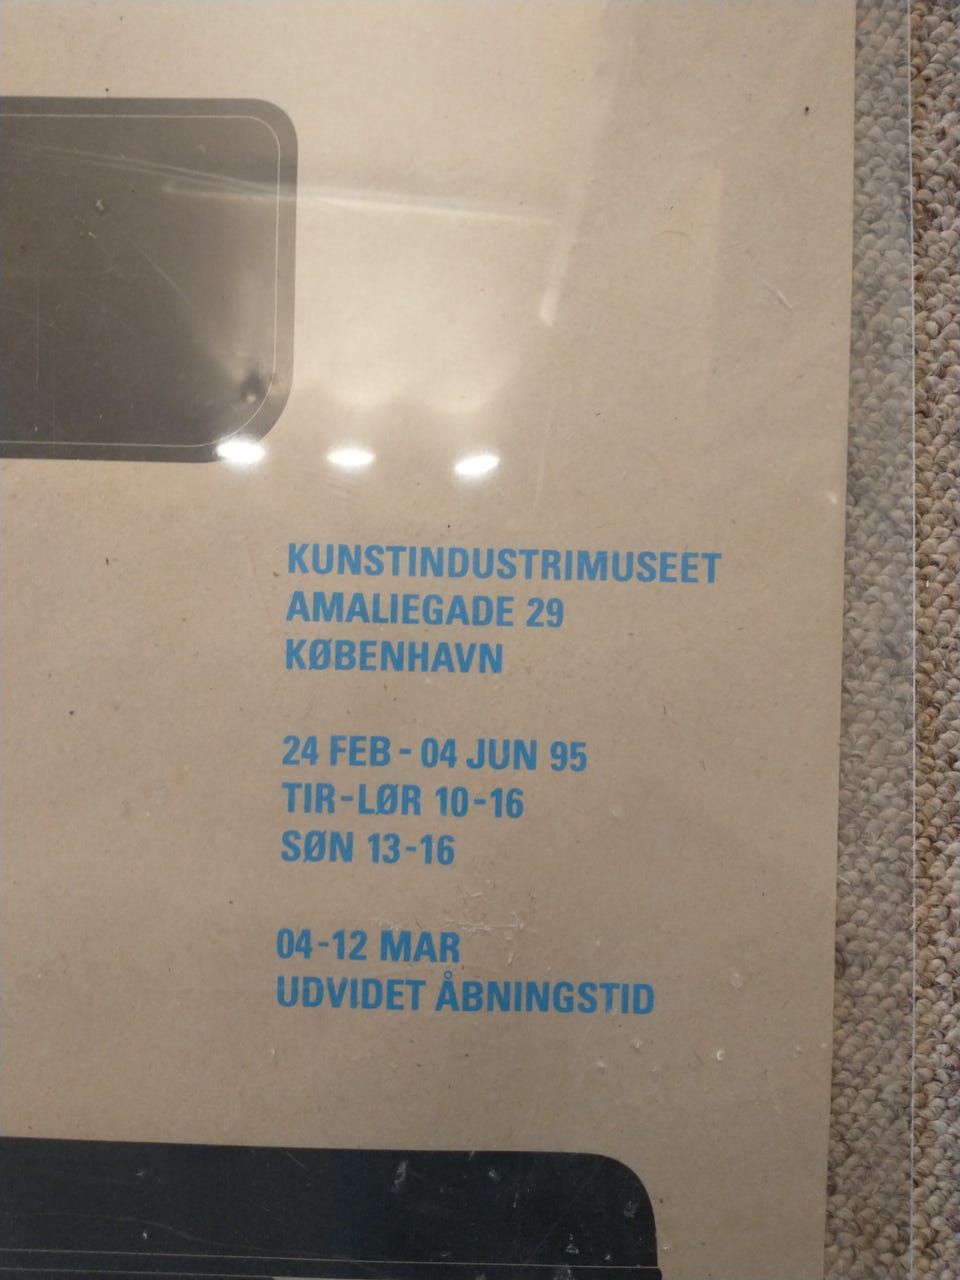 KUNSTINDUSTRIMUSEET
AMALIEGADE 29
KØBENHAVN
24 FEB - 04 JUN 95
TIR-LØR 10-16
SØN 13-16
04-12 MAR
UDVIDET ÅBNINGSTID